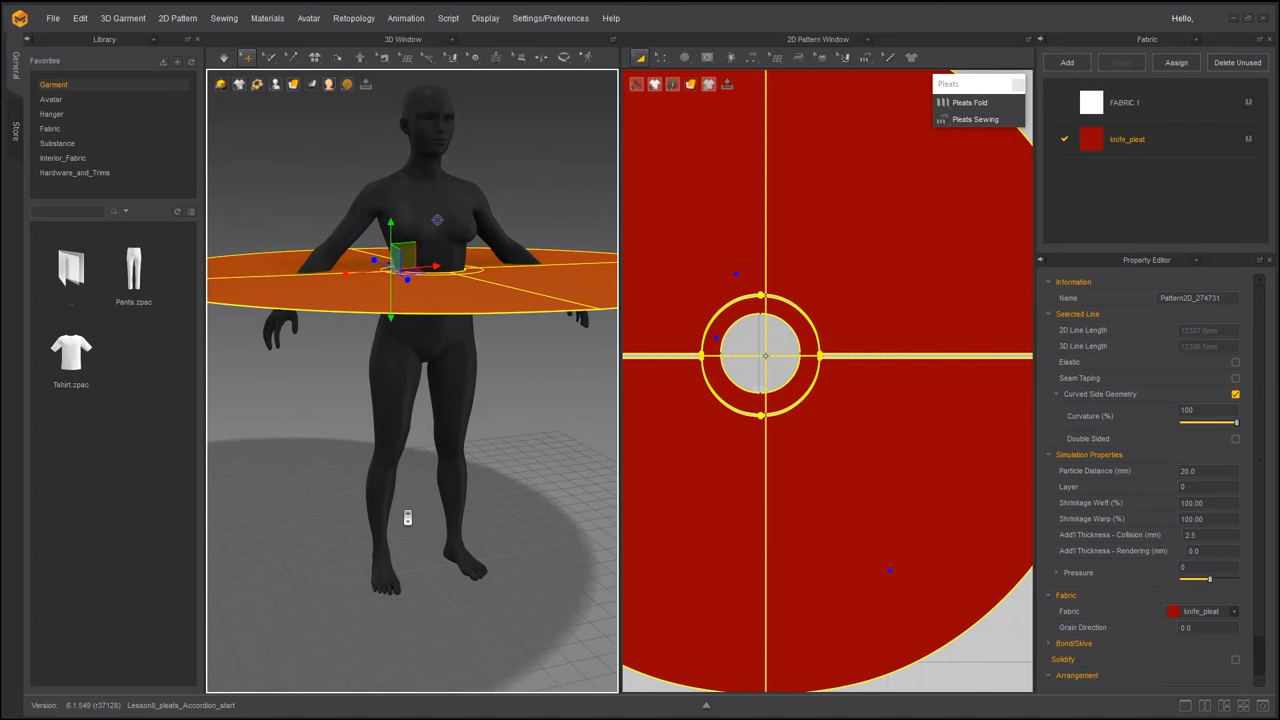 File Edit 3D Garment 2D Pattern Sewing Materials Avatar Retopology Animation Script Display Settings/Preferences Help Hello,
Library
3D Window
2D Pattern Window
Fabric
General
Store
Favorites
Garment
Avatar
Hanger
Fabric
Substance
Interior_Fabric
Hardware_and_Trims
..
Pants.zpac
Tshirt.zpac
Pleats
Pleats Fold
Pleats Sewing
Add Copy Assign Delete Unused
FABRIC 1
knife_pleat
Property Editor
Information
Name Pattern2D_274731
Selected Line
2D Line Length 12387.6mm
3D Line Length 12386.5mm
Elastic
Seam Taping
Curved Side Geometry
Curvature (%) 100
Double Sided
Simulation Properties
Particle Distance (mm) 20.0
Layer 0
Shrinkage Weft (%) 100.00
Shrinkage Warp (%) 100.00
Add'l Thickness - Collision (mm) 2.5
Add'l Thickness - Rendering (mm) 0.0
Pressure 0
Fabric
Fabric knife_pleat
Grain Direction 0.0
Bond/Skive
Solidify
Arrangement
Version: 6.1.549 (r37128) Lesson8_pleats_Accordion_start